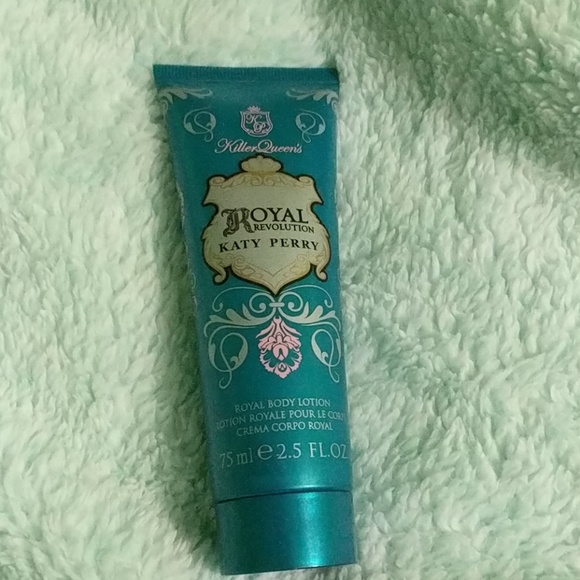 KP
Killer Queen's
ROYAL
REVOLUTION
KATY PERRY
ROYAL BODY LOTION
LOTION ROYALE POUR LE CORPS
CREMA CORPO ROYAL
75 ml e 2.5 FL.OZ